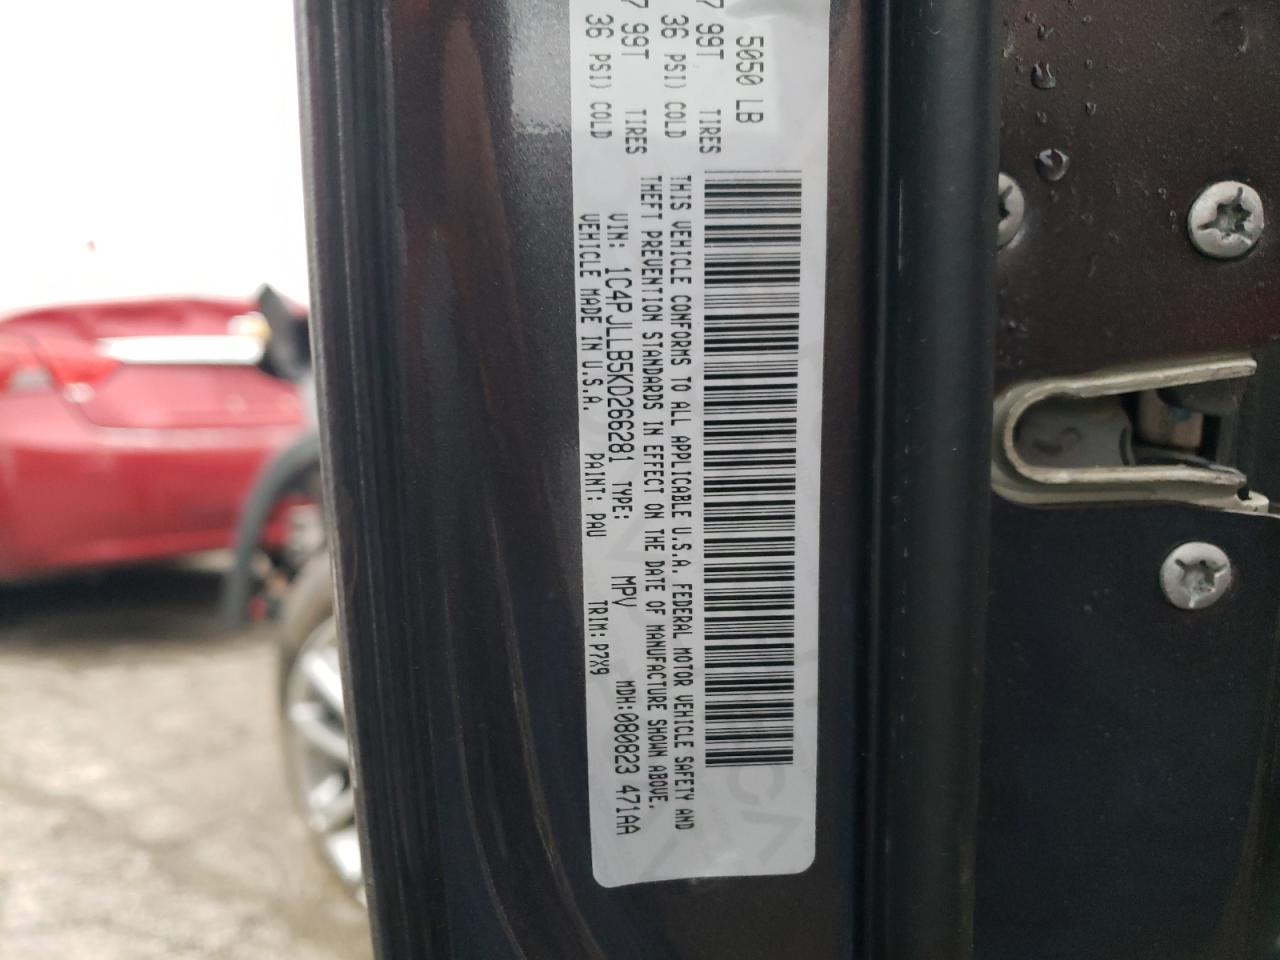 5050 LB
7 99T TIRES
36 PSI) COLD
7 99T TIRES
36 PSI) COLD
THIS VEHICLE CONFORMS TO ALL APPLICABLE U.S.A. FEDERAL MOTOR VEHICLE SAFETY AND
THEFT PREVENTION STANDARDS IN EFFECT ON THE DATE OF MANUFACTURE SHOWN ABOVE.
VIN: 1C4PJLLB5KD266281 TYPE: MPV MDH:080823 471AA
VEHICLE MADE IN U.S.A. PAINT: PAU TRIM: P7X9